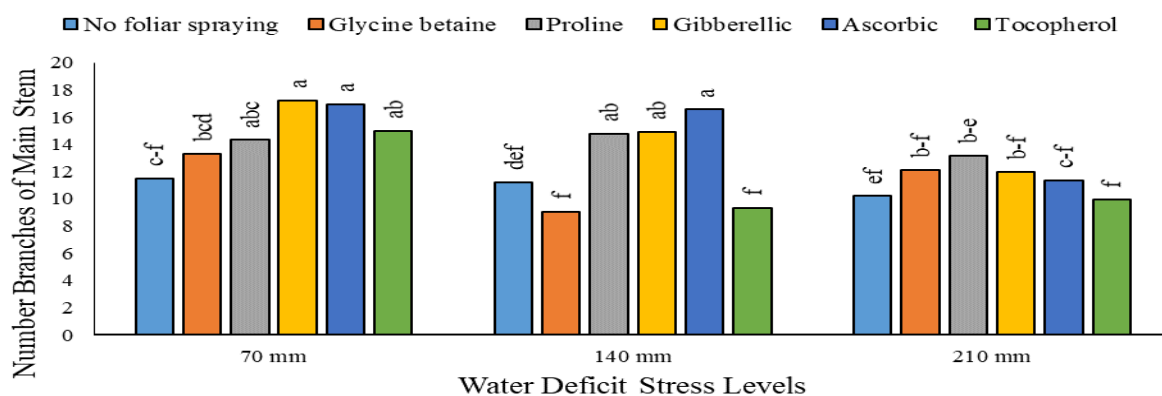 No foliar spraying Glycine betaine Proline Gibberellic Ascorbic Tocopherol
Number Branches of Main Stem
20
18
16
14
12
10
8
6
4
2
0
c-f bcd abc a a ab
def f ab ab a f
ef b-f b-e b-f c-f f
70 mm 140 mm 210 mm
Water Deficit Stress Levels